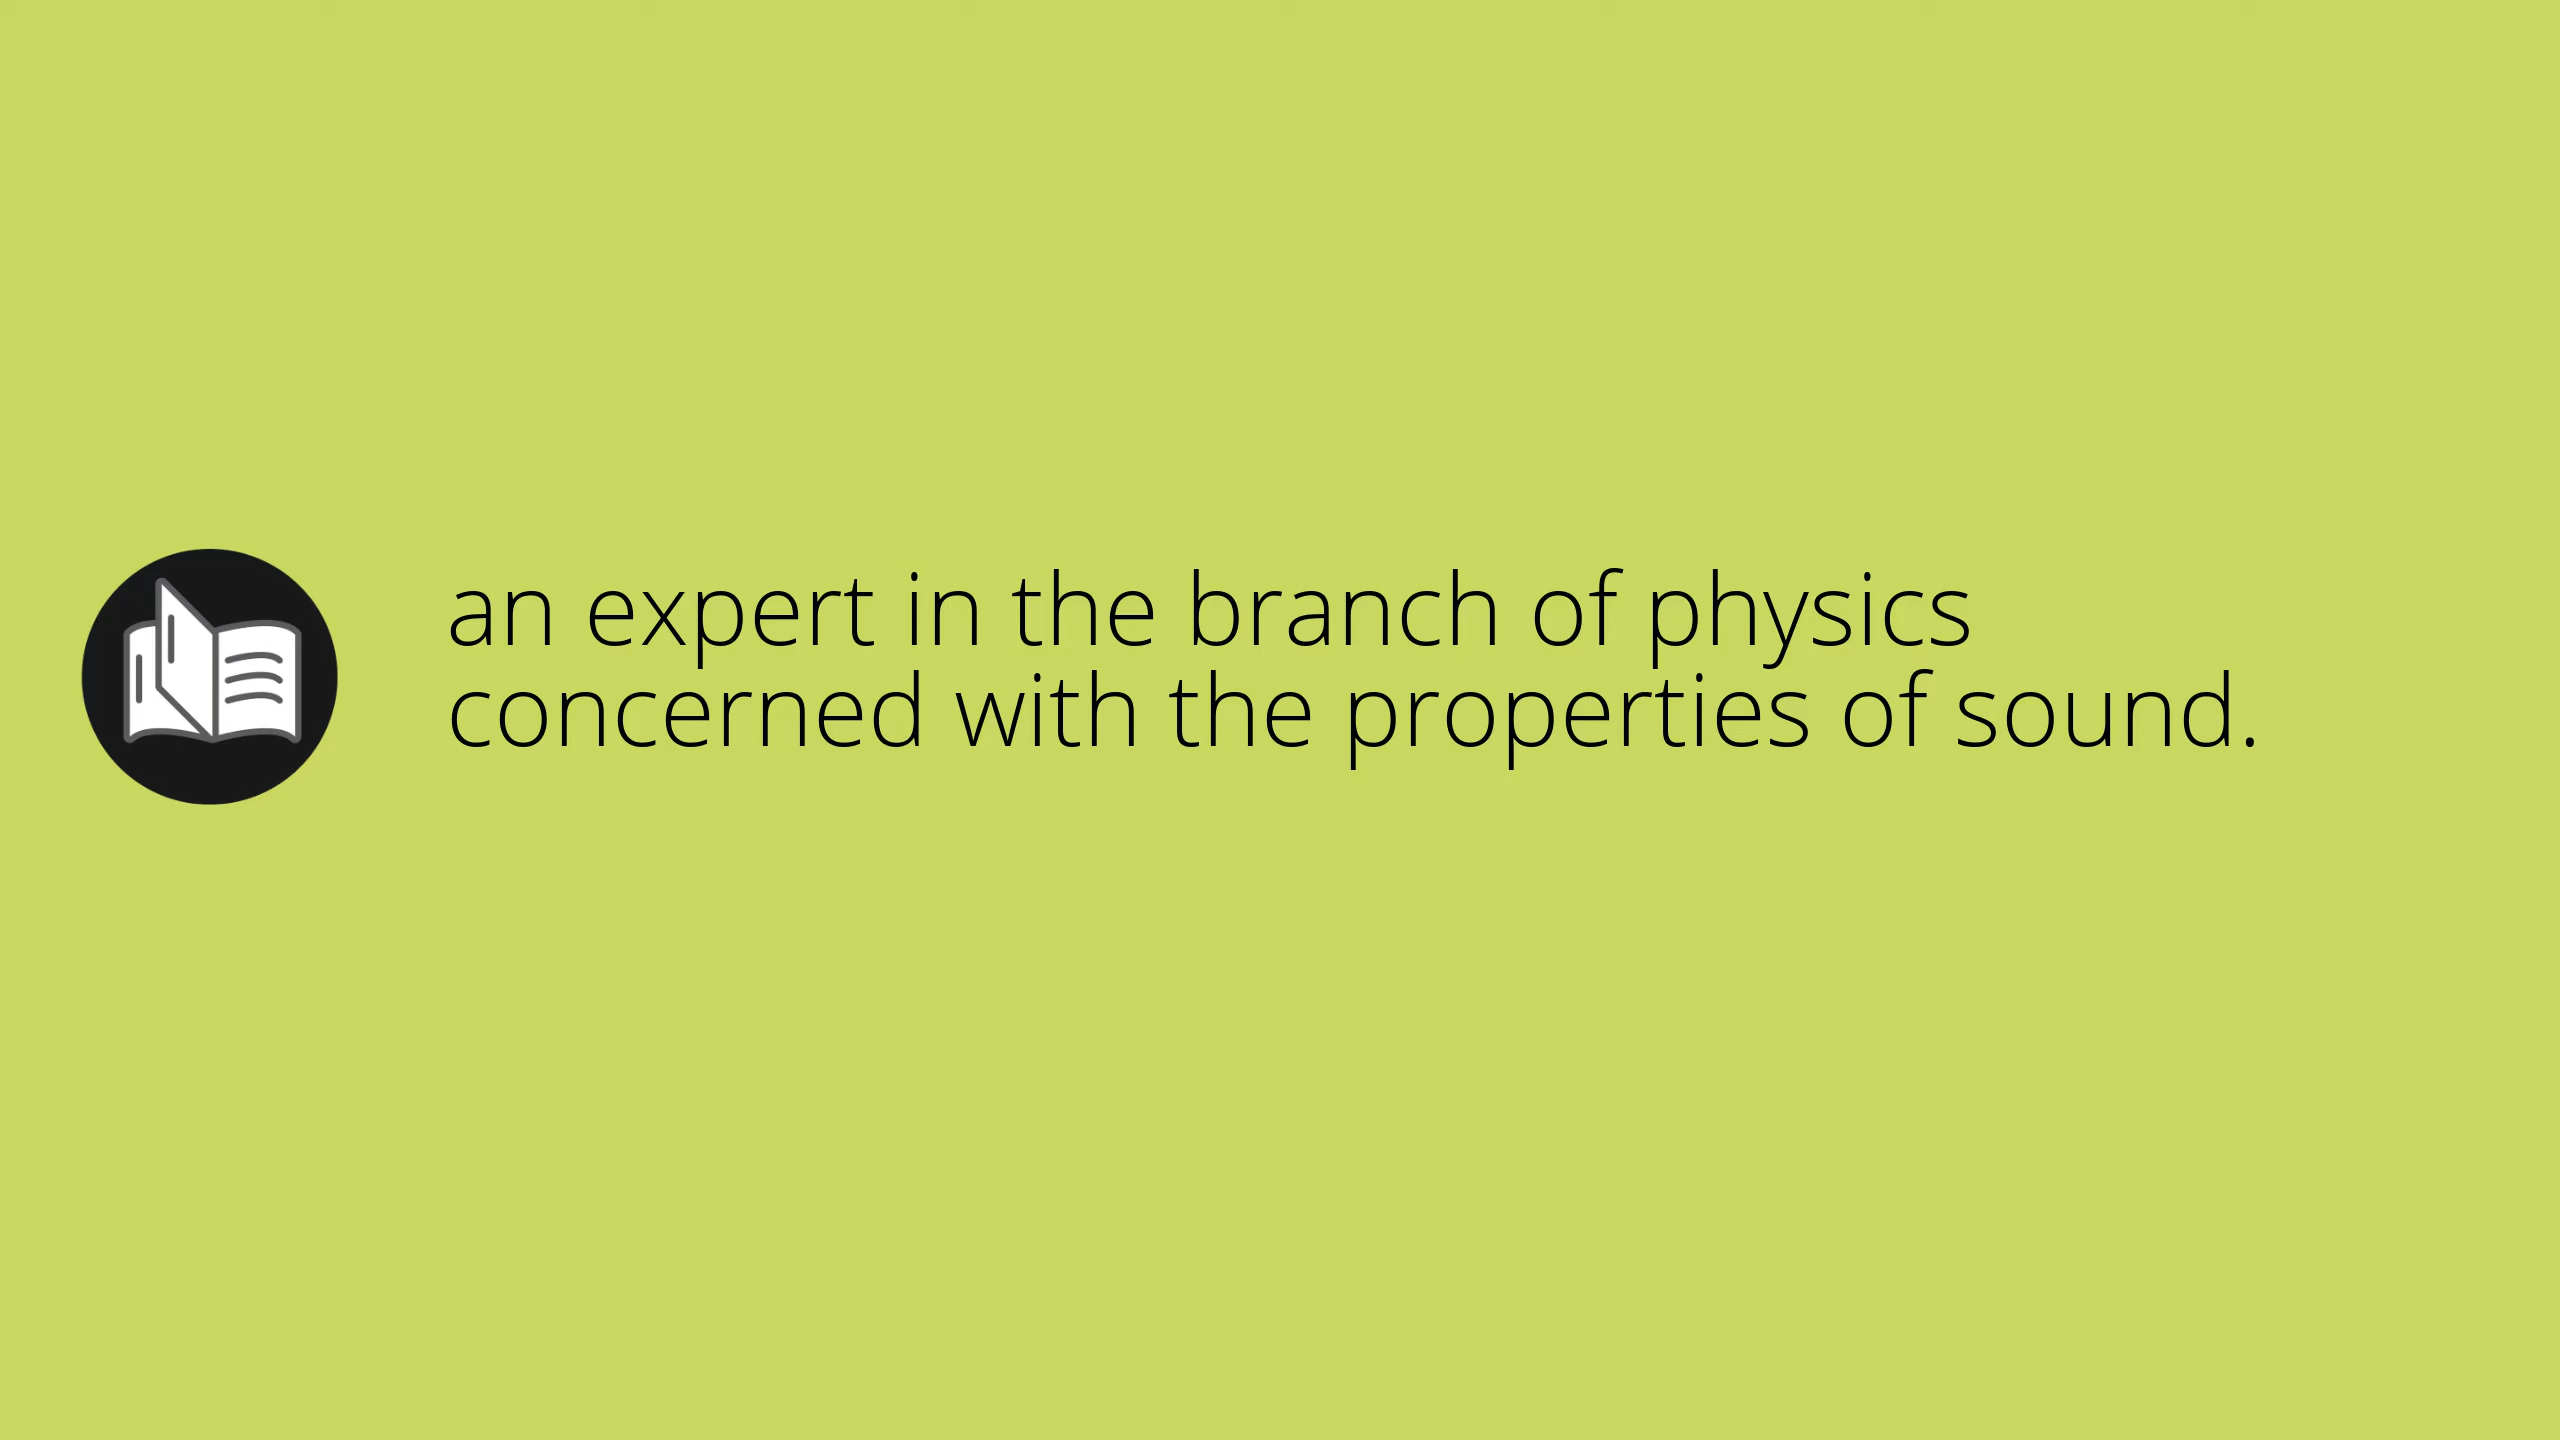 an expert in the branch of physics
concerned with the properties of sound.